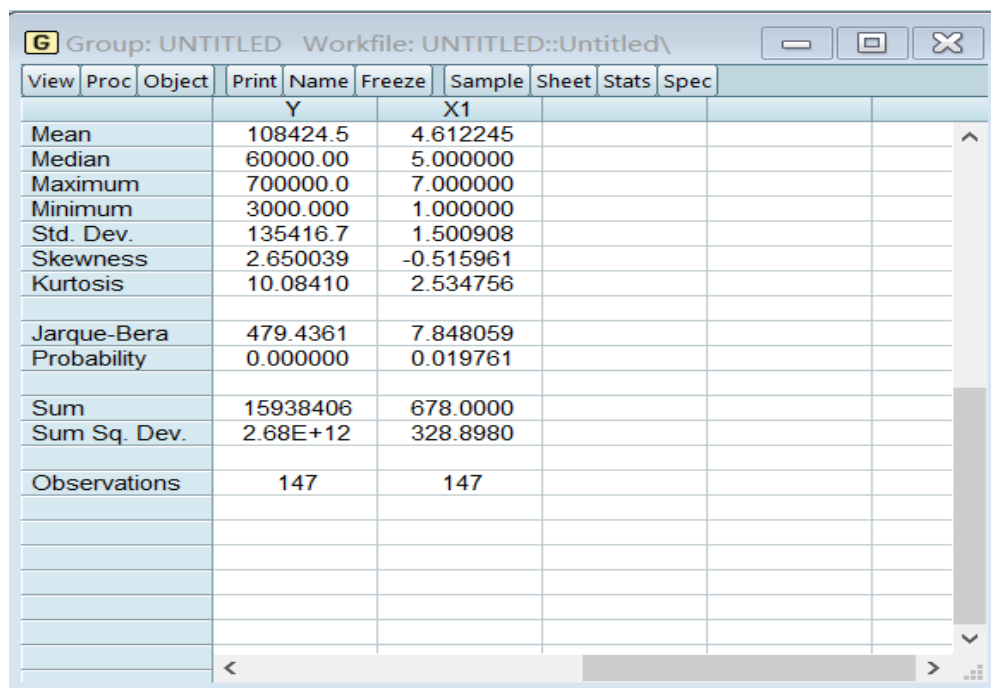 G Group: UNTITLED Workfile: UNTITLED::Untitled\
View Proc Object Print Name Freeze Sample Sheet Stats Spec
Y X1
Mean 108424.5 4.612245
Median 60000.00 5.000000
Maximum 700000.0 7.000000
Minimum 3000.000 1.000000
Std. Dev. 135416.7 1.500908
Skewness 2.650039 -0.515961
Kurtosis 10.08410 2.534756
Jarque-Bera 479.4361 7.848059
Probability 0.000000 0.019761
Sum 15938406 678.0000
Sum Sq. Dev. 2.68E+12 328.8980
Observations 147 147